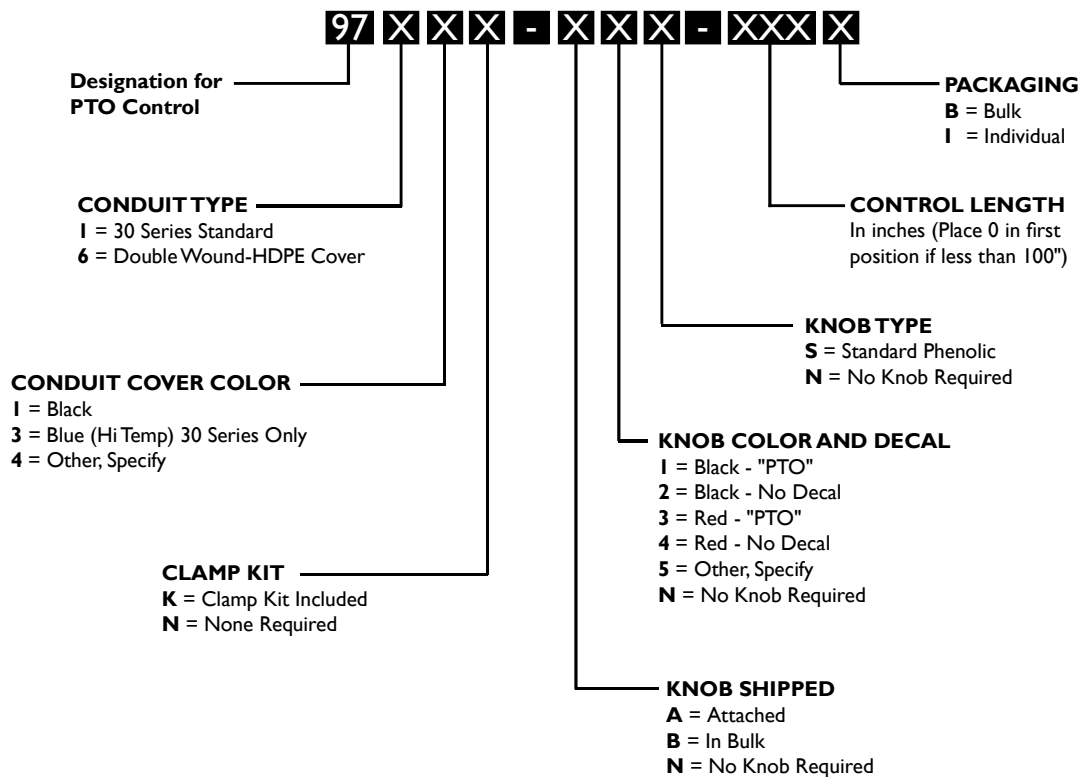 97 X X X - X X X - XXX X
Designation for
PTO Control
PACKAGING
B = Bulk
I = Individual
CONDUIT TYPE
1 = 30 Series Standard
6 = Double Wound-HDPE Cover
CONTROL LENGTH
In inches (Place 0 in first
position if less than 100")
KNOB TYPE
S = Standard Phenolic
N = No Knob Required
CONDUIT COVER COLOR
1 = Black
3 = Blue (Hi Temp) 30 Series Only
4 = Other, Specify
KNOB COLOR AND DECAL
1 = Black - "PTO"
2 = Black - No Decal
3 = Red - "PTO"
4 = Red - No Decal
5 = Other, Specify
N = No Knob Required
CLAMP KIT
K = Clamp Kit Included
N = None Required
KNOB SHIPPED
A = Attached
B = In Bulk
N = No Knob Required